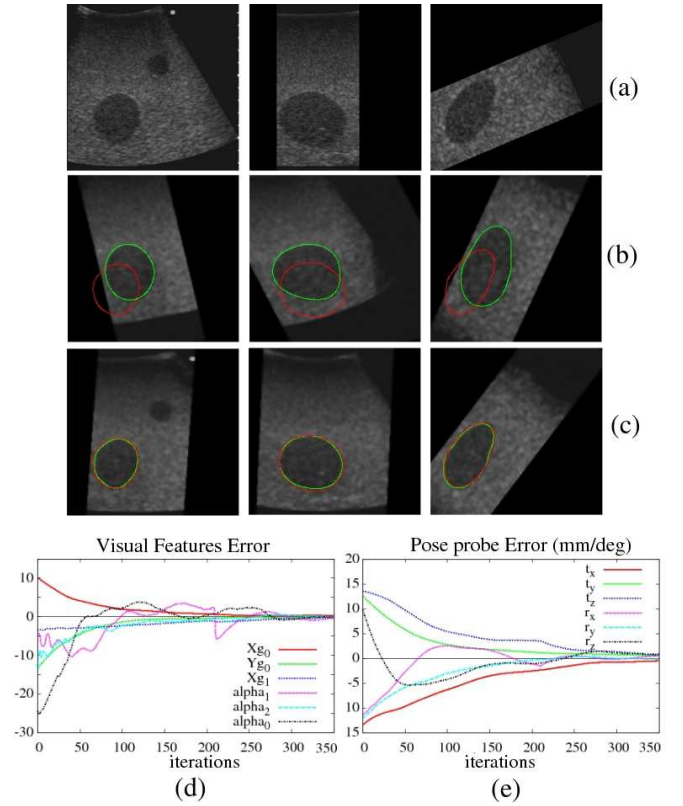 (a)
(b)
(c)
Visual Features Error
10
0
-10
-20
-30
0 50 100 150 200 250 300 350
iterations
Xg0
Yg0
Xg1
alpha1
alpha2
alpha0
(d)
Pose probe Error (mm/deg)
20
15
10
5
0
5
10
15
0 50 100 150 200 250 300 350
iterations
tx
ty
tz
rx
ry
rz
(e)